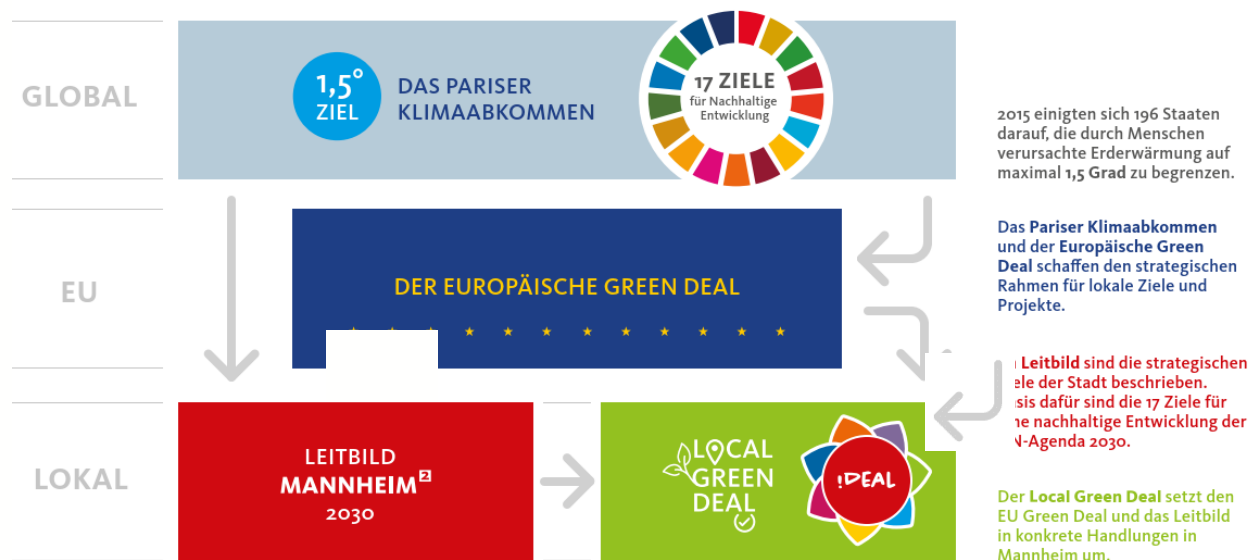 GLOBAL
1,5°
ZIEL
DAS PARISER
KLIMAABKOMMEN
17 ZIELE
für Nachhaltige
Entwicklung
2015 einigten sich 196 Staaten
darauf, die durch Menschen
verursachte Erderwärmung auf
maximal 1,5 Grad zu begrenzen.
EU
DER EUROPÄISCHE GREEN DEAL
Das Pariser Klimaabkommen
und der Europäische Green
Deal schaffen den strategischen
Rahmen für lokale Ziele und
Projekte.
LOKAL
LEITBILD
MANNHEIM²
2030
LOCAL
GREEN
DEAL
!DEAL
Leitbild sind die strategischen
der Stadt beschrieben.
dafür sind die 17 Ziele für
nachhaltige Entwicklung der
Agenda 2030.
Der Local Green Deal setzt den
EU Green Deal und das Leitbild
in konkrete Handlungen in
Mannheim um.